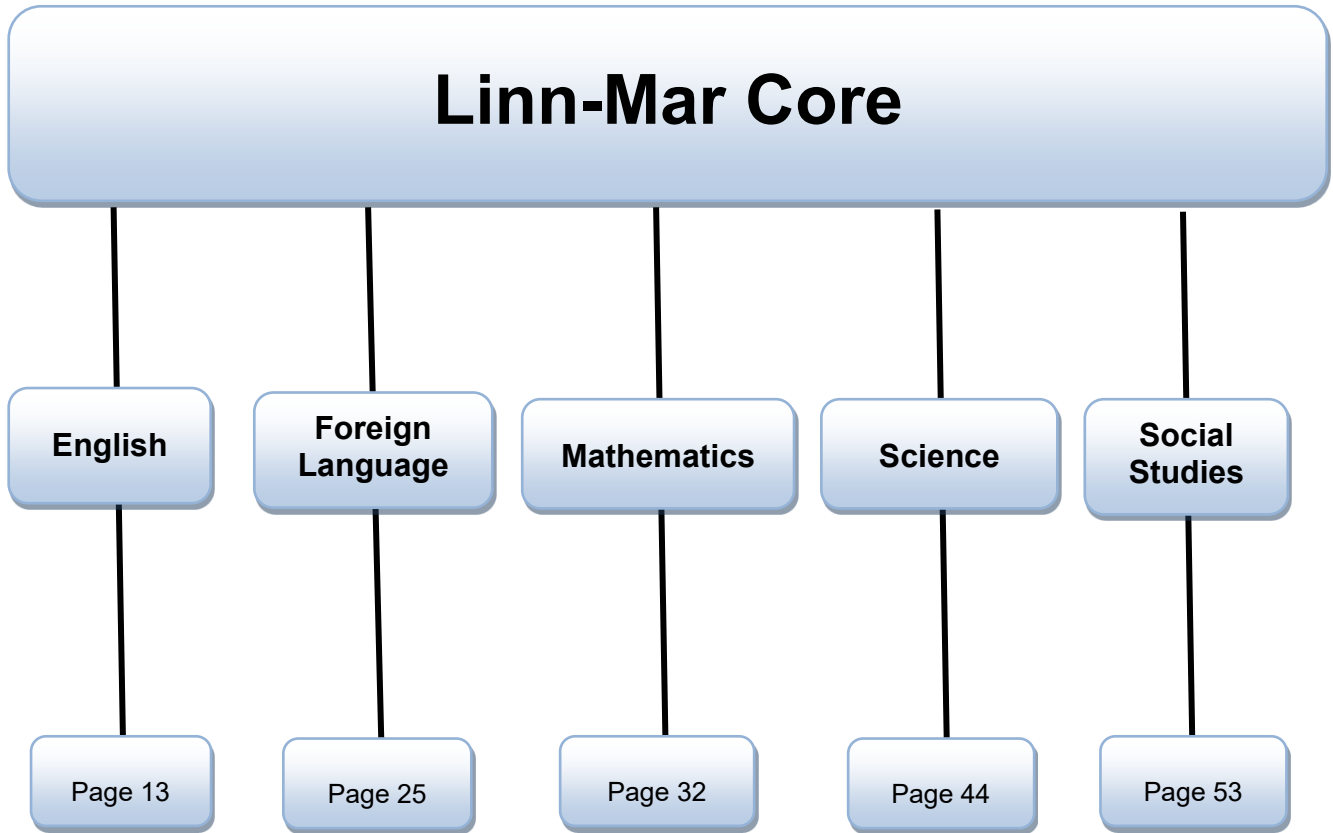 Linn-Mar Core
English
Foreign
Language
Mathematics
Science
Social
Studies
Page 13
Page 25
Page 32
Page 44
Page 53